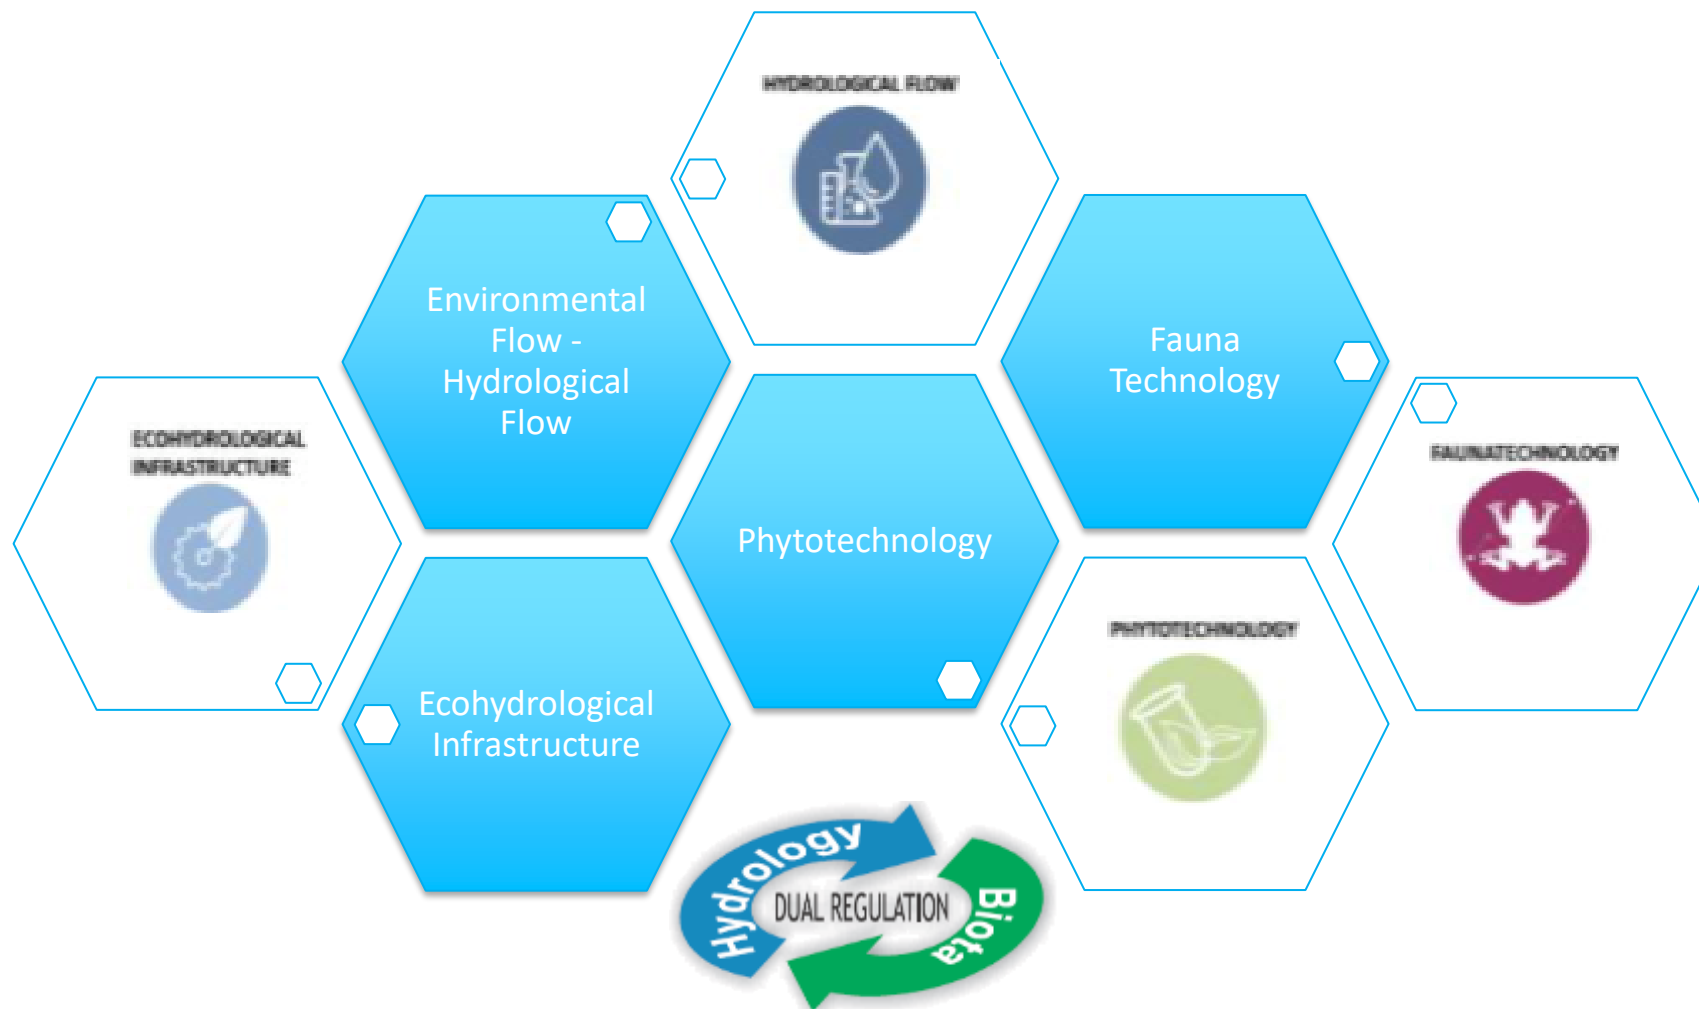 HYDROLOGICAL FLOW
Environmental
Flow -
Hydrological
Flow
Fauna
Technology
ECOHYDROLOGICAL
INFRASTRUCTURE
FAUNATECHNOLOGY
Phytotechnology
PHYTOTECHNOLOGY
Ecohydrological
Infrastructure
Hydrology
DUAL REGULATION
Biota